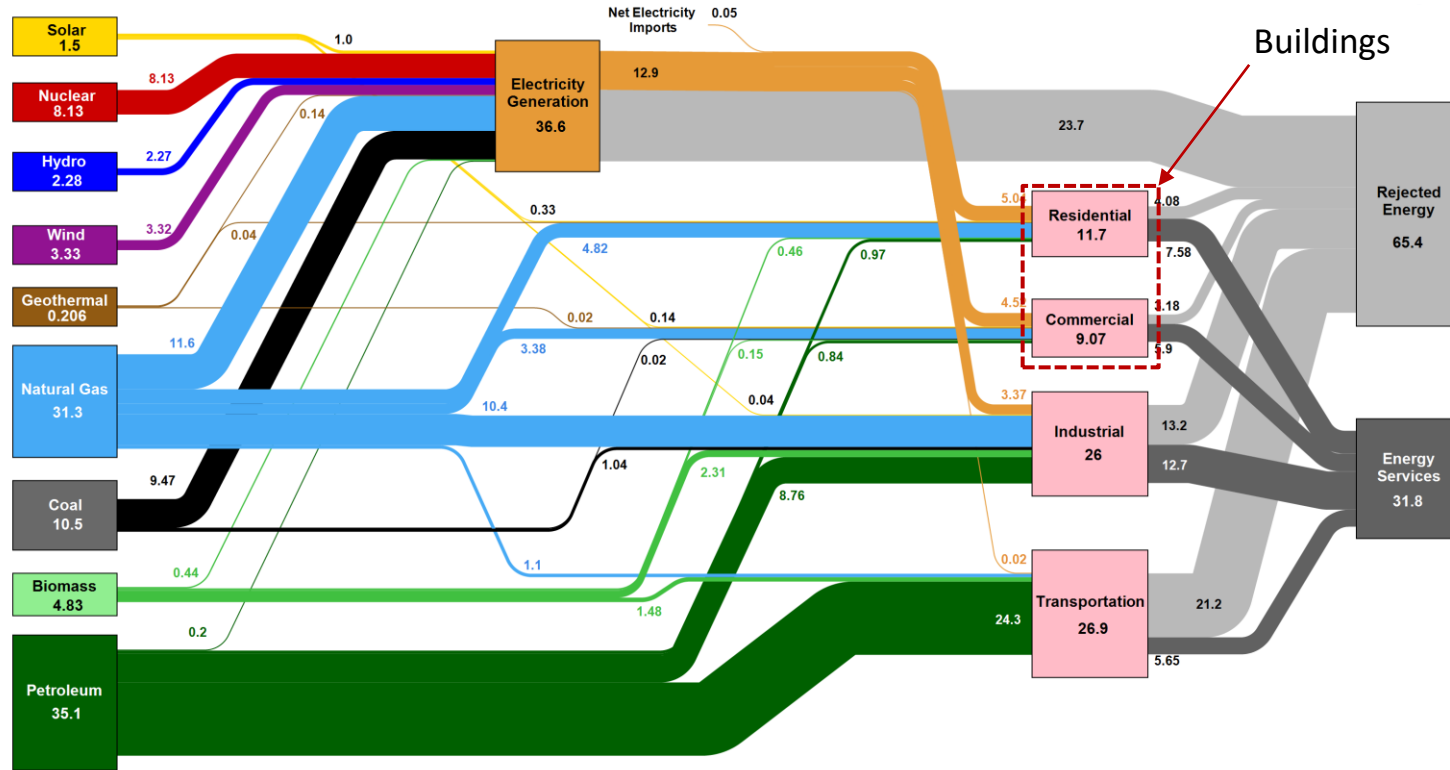 Net Electricity
Imports
0.05
Buildings
Solar
1.5
1.0
Nuclear
8.13
8.13
Electricity
Generation
36.6
12.9
0.14
23.7
Hydro
2.28
2.27
Rejected
Energy
65.4
Wind
3.33
3.32
0.04
0.33
4.08
Residential
11.7
4.82
0.46
0.97
7.58
Geothermal
0.206
0.02
0.14
3.18
Commercial
9.07
11.6
3.38
0.02
0.15
0.84
5.9
Natural Gas
31.3
10.4
0.04
3.37
Industrial
26
13.2
12.7
1.04
2.31
8.76
Energy
Services
31.8
Coal
10.5
9.47
Biomass
4.83
0.44
1.1
0.02
1.48
Transportation
26.9
24.3
21.2
5.65
0.2
Petroleum
35.1